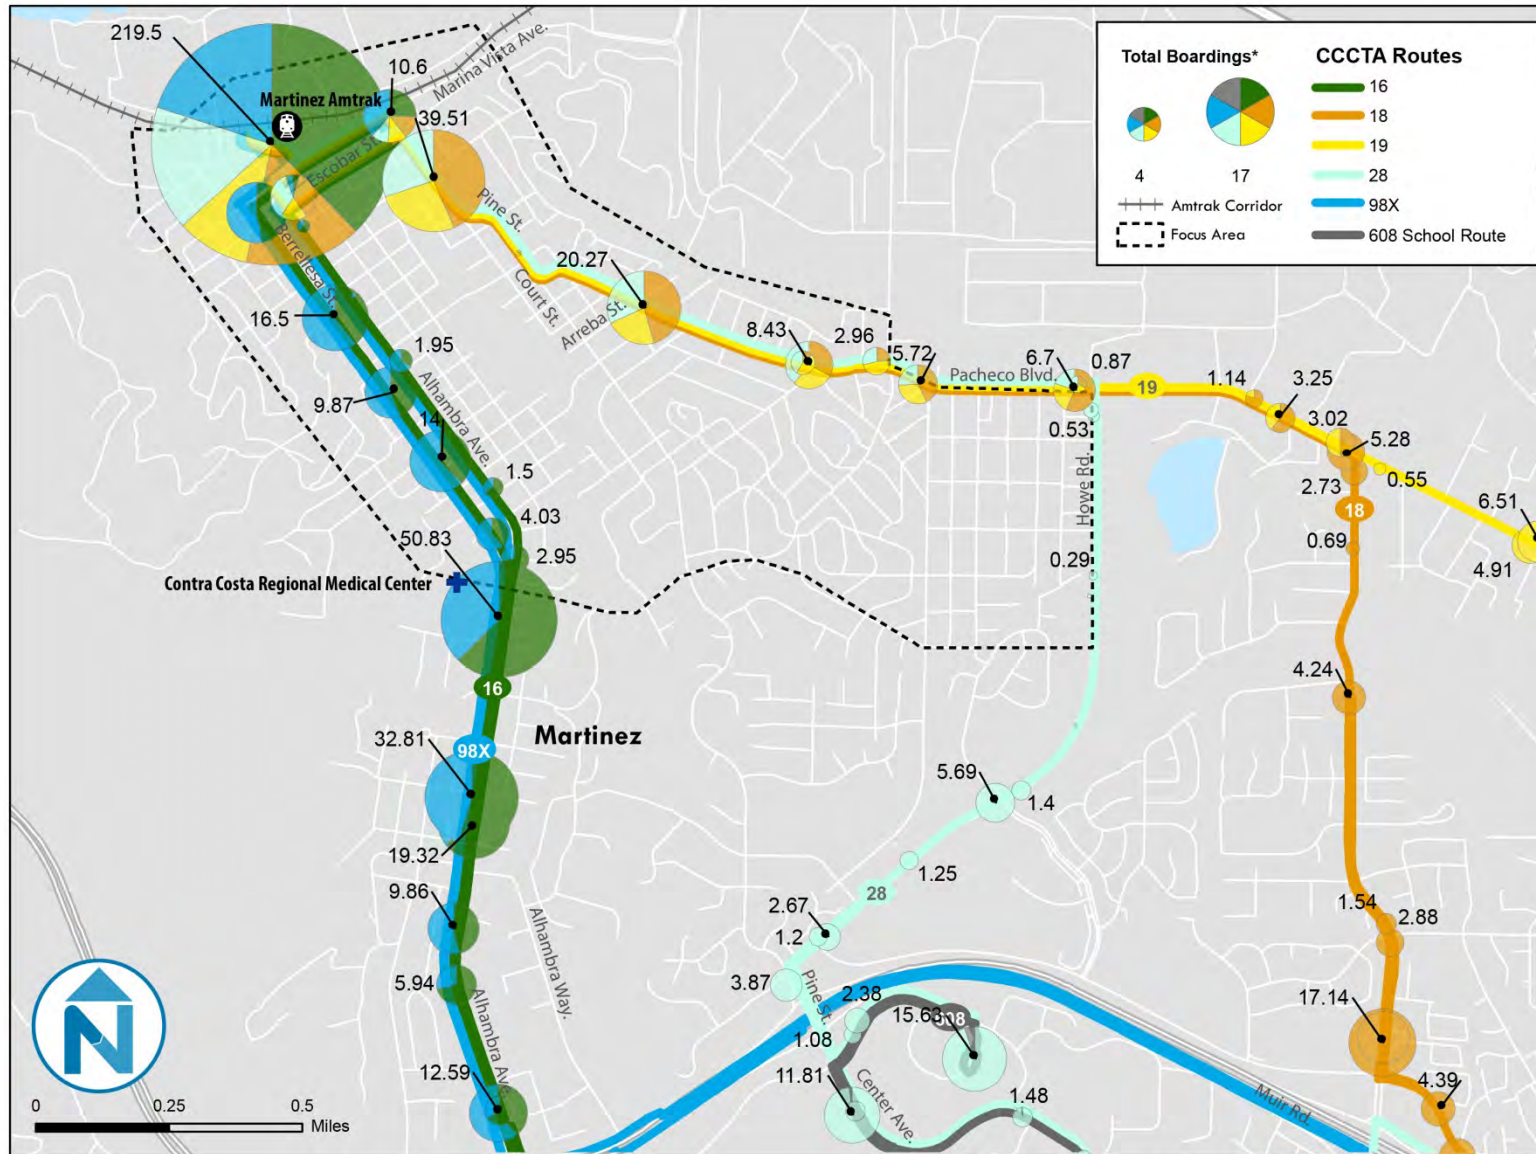 219.5
10.6
Marina Vista Ave.
Martinez Amtrak
39.51
Escobar St.
Pine St.
20.27
Berrellesa St.
Court St.
Arreba St.
16.5
1.95
8.43
2.96
5.72
6.7
0.87
Pacheco Blvd.
19
1.14
3.25
3.02
5.28
9.87
14
Alhambra Ave.
0.53
Howe Rd.
2.73
0.55
18
6.51
1.5
4.03
50.83
2.95
0.69
4.91
0.29
Contra Costa Regional Medical Center
16
4.24
Martinez
98X
32.81
5.69
1.4
19.32
1.25
28
9.86
2.67
1.2
1.54
2.88
Alhambra Way.
5.94
3.87
Pine St.
2.38
15.63
17.14
1.08
Alhambra Ave.
12.59
11.81
Center Ave.
1.48
Muir Rd.
4.39
N
0 0.25 0.5
Miles
Total Boardings*
4 17
Amtrak Corridor
Focus Area
CCCTA Routes
16
18
19
28
98X
608 School Route